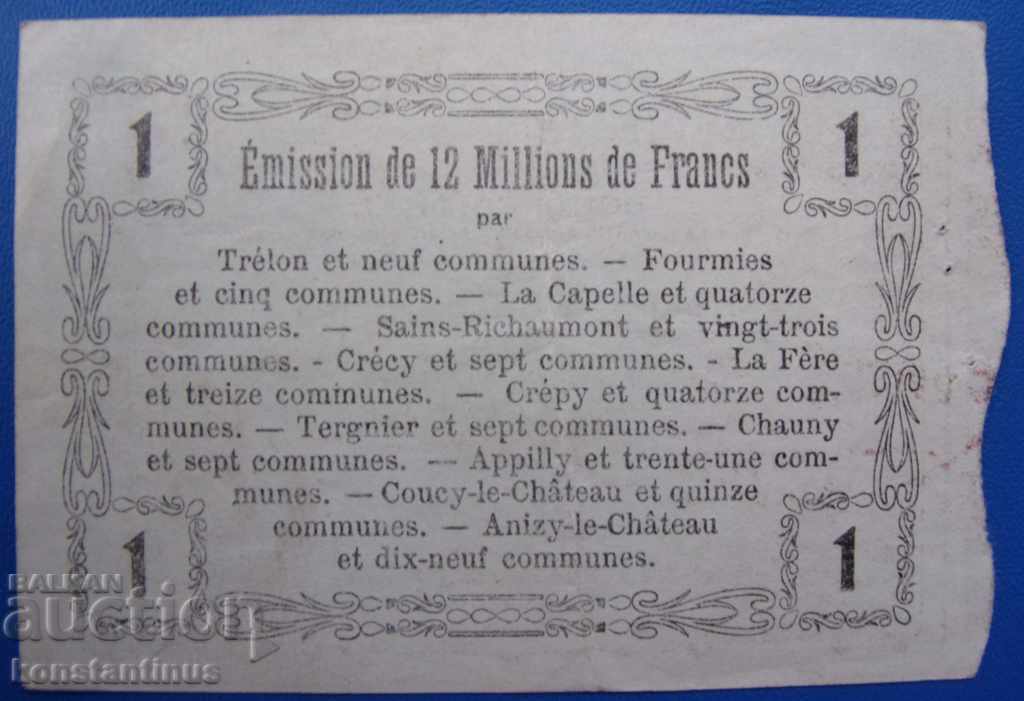 1 1
Émission de 12 Millions de Francs
par
Trélon et neuf communes. — Fourmies
et cinq communes. — La Capelle et quatorze
communes. — Sains-Richaumont et vingt-trois
communes. - Crécy et sept communes. - La Fère
et treize communes. — Crépy et quatorze com-
munes. — Tergnier et sept communes. — Chauny
et sept communes. — Appilly et trente-une com-
munes. — Coucy-le-Château et quinze
communes. — Anizy-le-Château
et dix-neuf communes.
1 1
BALKAN
auction
konstantinus